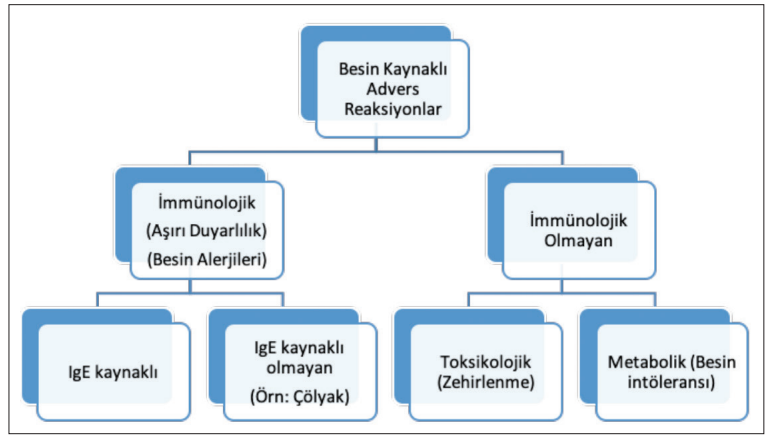 Besin Kaynaklı
Advers
Reaksiyonlar
İmmünolojik
(Aşırı Duyarlılık)
(Besin Alerjileri)
İmmünolojik
Olmayan
IgE kaynaklı
IgE kaynaklı
olmayan
(Örn: Çölyak)
Toksikolojik
(Zehirlenme)
Metabolik (Besin
intöleransı)